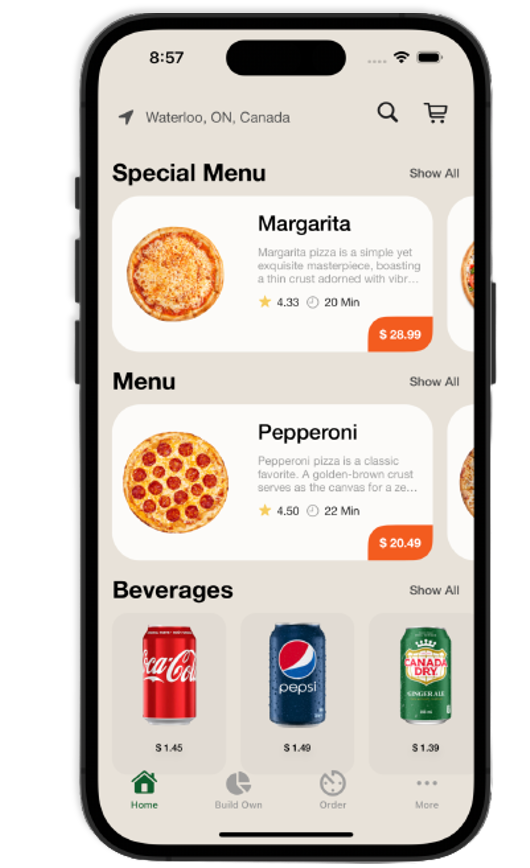 8:57
Waterloo, ON, Canada
Special Menu
Show All
Margarita
Margarita pizza is a simple yet
exquisite masterpiece, boasting
a thin crust adorned with vibr...
4.33
20 Min
$ 28.99
Menu
Show All
Pepperoni
Pepperoni pizza is a classic
favorite. A golden-brown crust
serves as the canvas for a ze...
4.50
22 Min
$ 20.49
Beverages
Show All
Coca-Cola
pepsi
CANADA
DRY
GINGER ALE
$ 1.45
$ 1.49
$ 1.39
Home
Build Own
Order
More